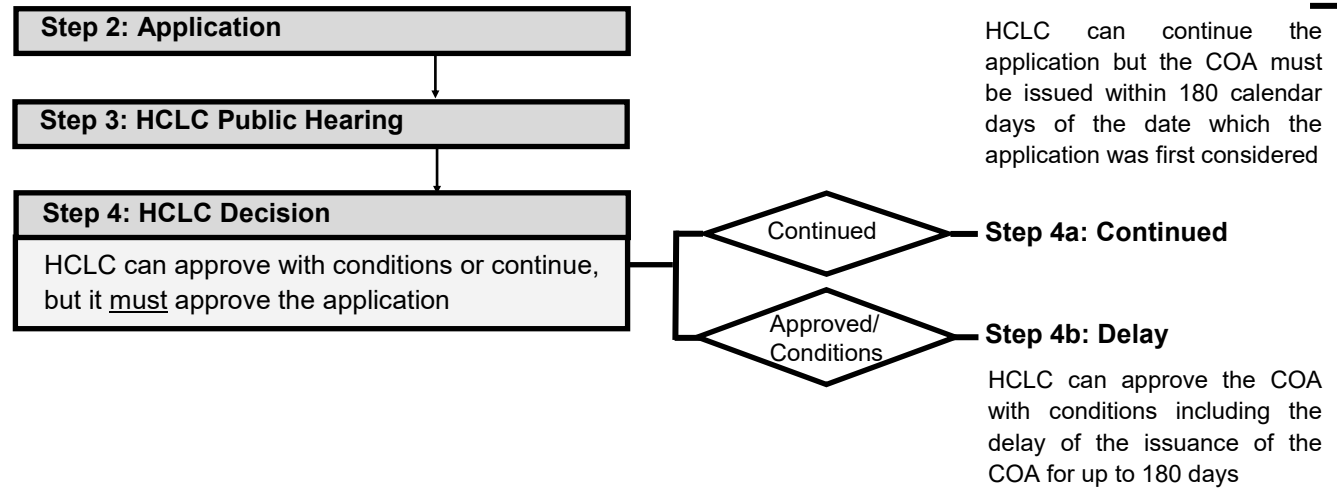 Step 2: Application
HCLC can continue the
application but the COA must
be issued within 180 calendar
days of the date which the
application was first considered
Step 3: HCLC Public Hearing
Step 4: HCLC Decision
HCLC can approve with conditions or continue,
but it must approve the application
Continued
Step 4a: Continued
Approved/
Conditions
Step 4b: Delay
HCLC can approve the COA
with conditions including the
delay of the issuance of the
COA for up to 180 days